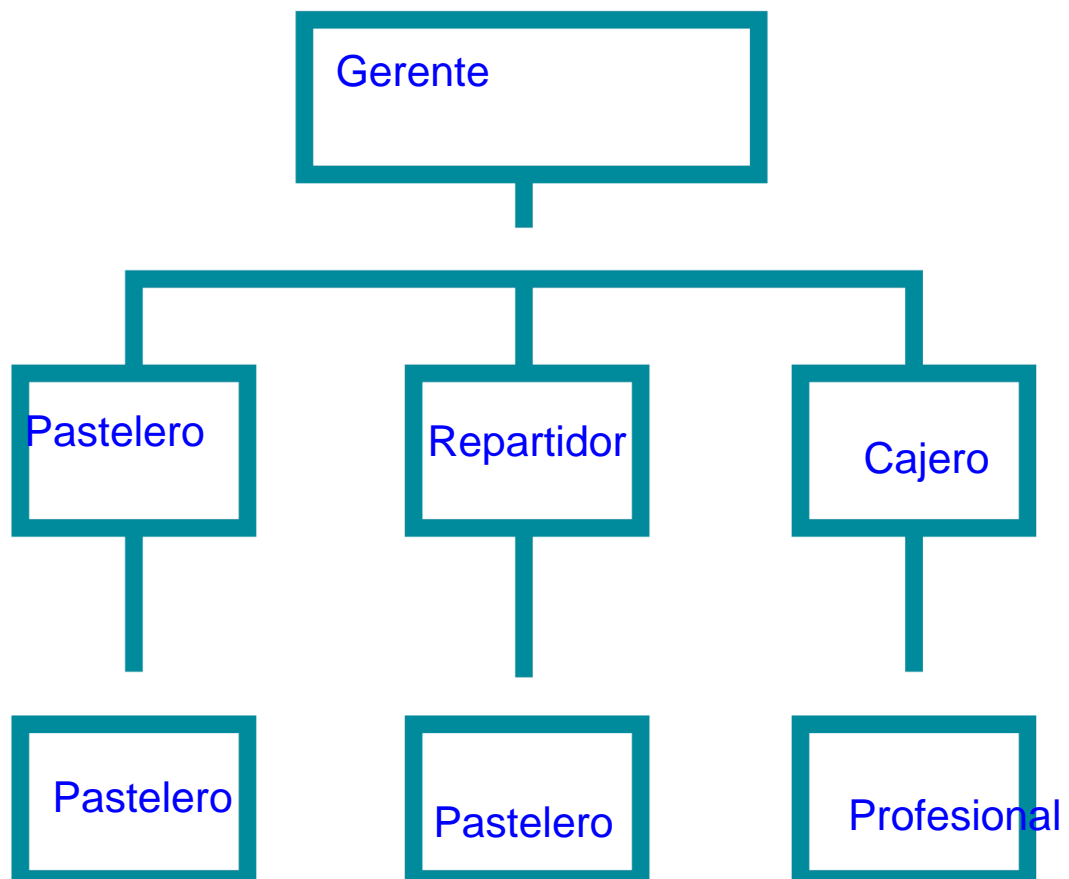 Gerente
Pastelero
Repartidor
Cajero
Pastelero
Pastelero
Profesional